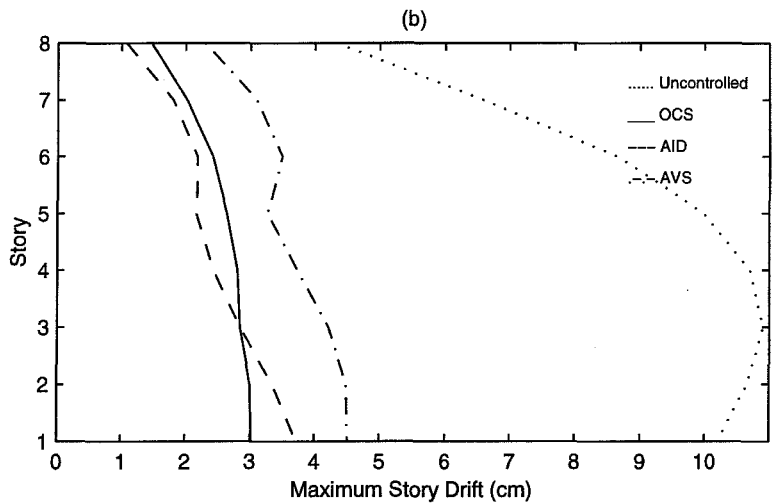 (b)
8
7
6
5
4
3
2
1
Story
Uncontrolled
OCS
AID
AVS
0 1 2 3 4 5 6 7 8 9 10
Maximum Story Drift (cm)